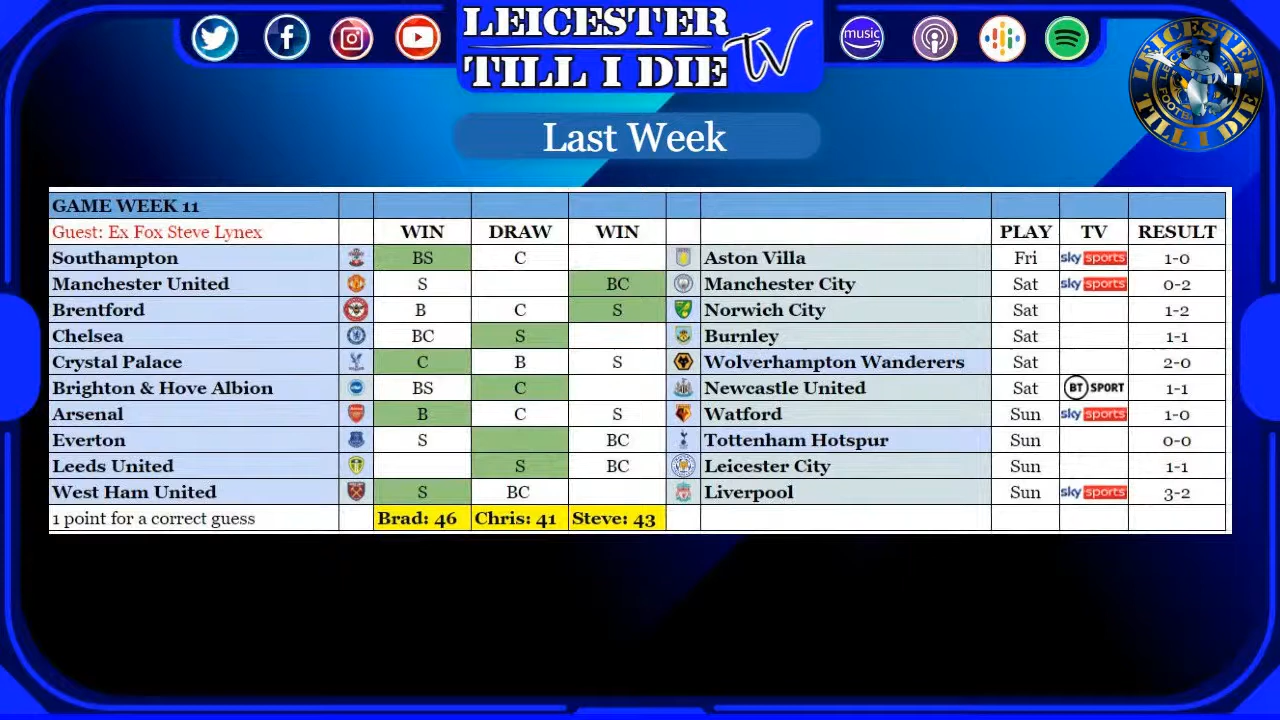 LEICESTER
TILL I DIE TV
music
LEICESTER
TILL I DIE
Last Week
GAME WEEK 11
Guest: Ex Fox Steve Lynex WIN DRAW WIN PLAY TV RESULT
Southampton BS C Aston Villa Fri sky sports 1-0
Manchester United S BC Manchester City Sat sky sports 0-2
Brentford B C S Norwich City Sat 1-2
Chelsea BC S Burnley Sat 1-1
Crystal Palace C B S Wolverhampton Wanderers Sat 2-0
Brighton & Hove Albion BS C Newcastle United Sat BT SPORT 1-1
Arsenal B C S Watford Sun sky sports 1-0
Everton S BC Tottenham Hotspur Sun 0-0
Leeds United S BC Leicester City Sun 1-1
West Ham United S BC Liverpool Sun sky sports 3-2
1 point for a correct guess Brad: 46 Chris: 41 Steve: 43